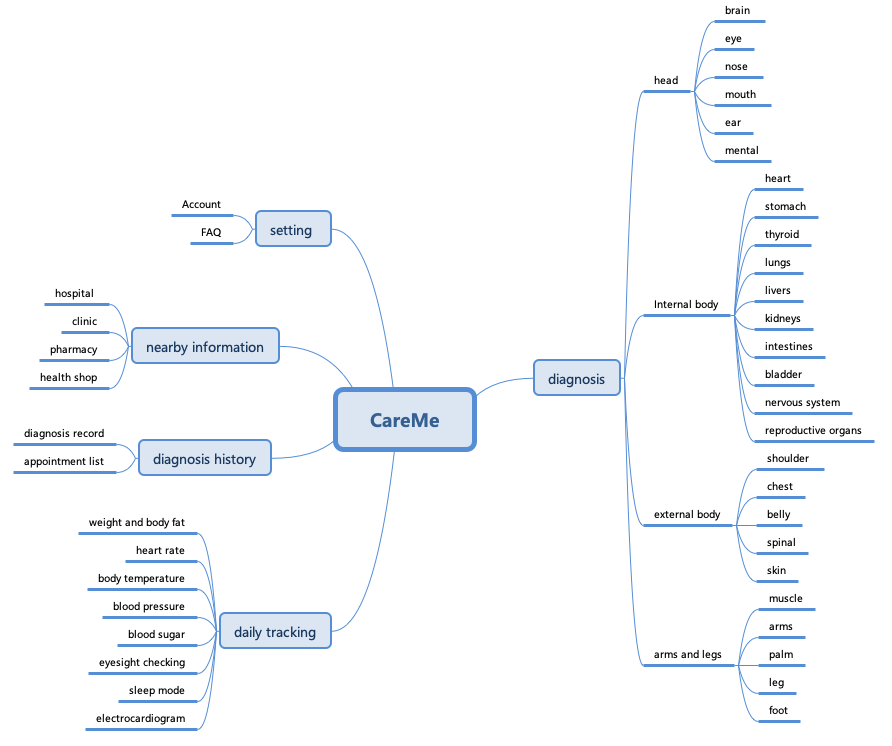 CareMe
setting
Account
FAQ
nearby information
hospital
clinic
pharmacy
health shop
diagnosis history
diagnosis record
appointment list
daily tracking
weight and body fat
heart rate
body temperature
blood pressure
blood sugar
eyesight checking
sleep mode
electrocardiogram
diagnosis
head
brain
eye
nose
mouth
ear
mental
Internal body
heart
stomach
thyroid
lungs
livers
kidneys
intestines
bladder
nervous system
reproductive organs
external body
shoulder
chest
belly
spinal
skin
arms and legs
muscle
arms
palm
leg
foot